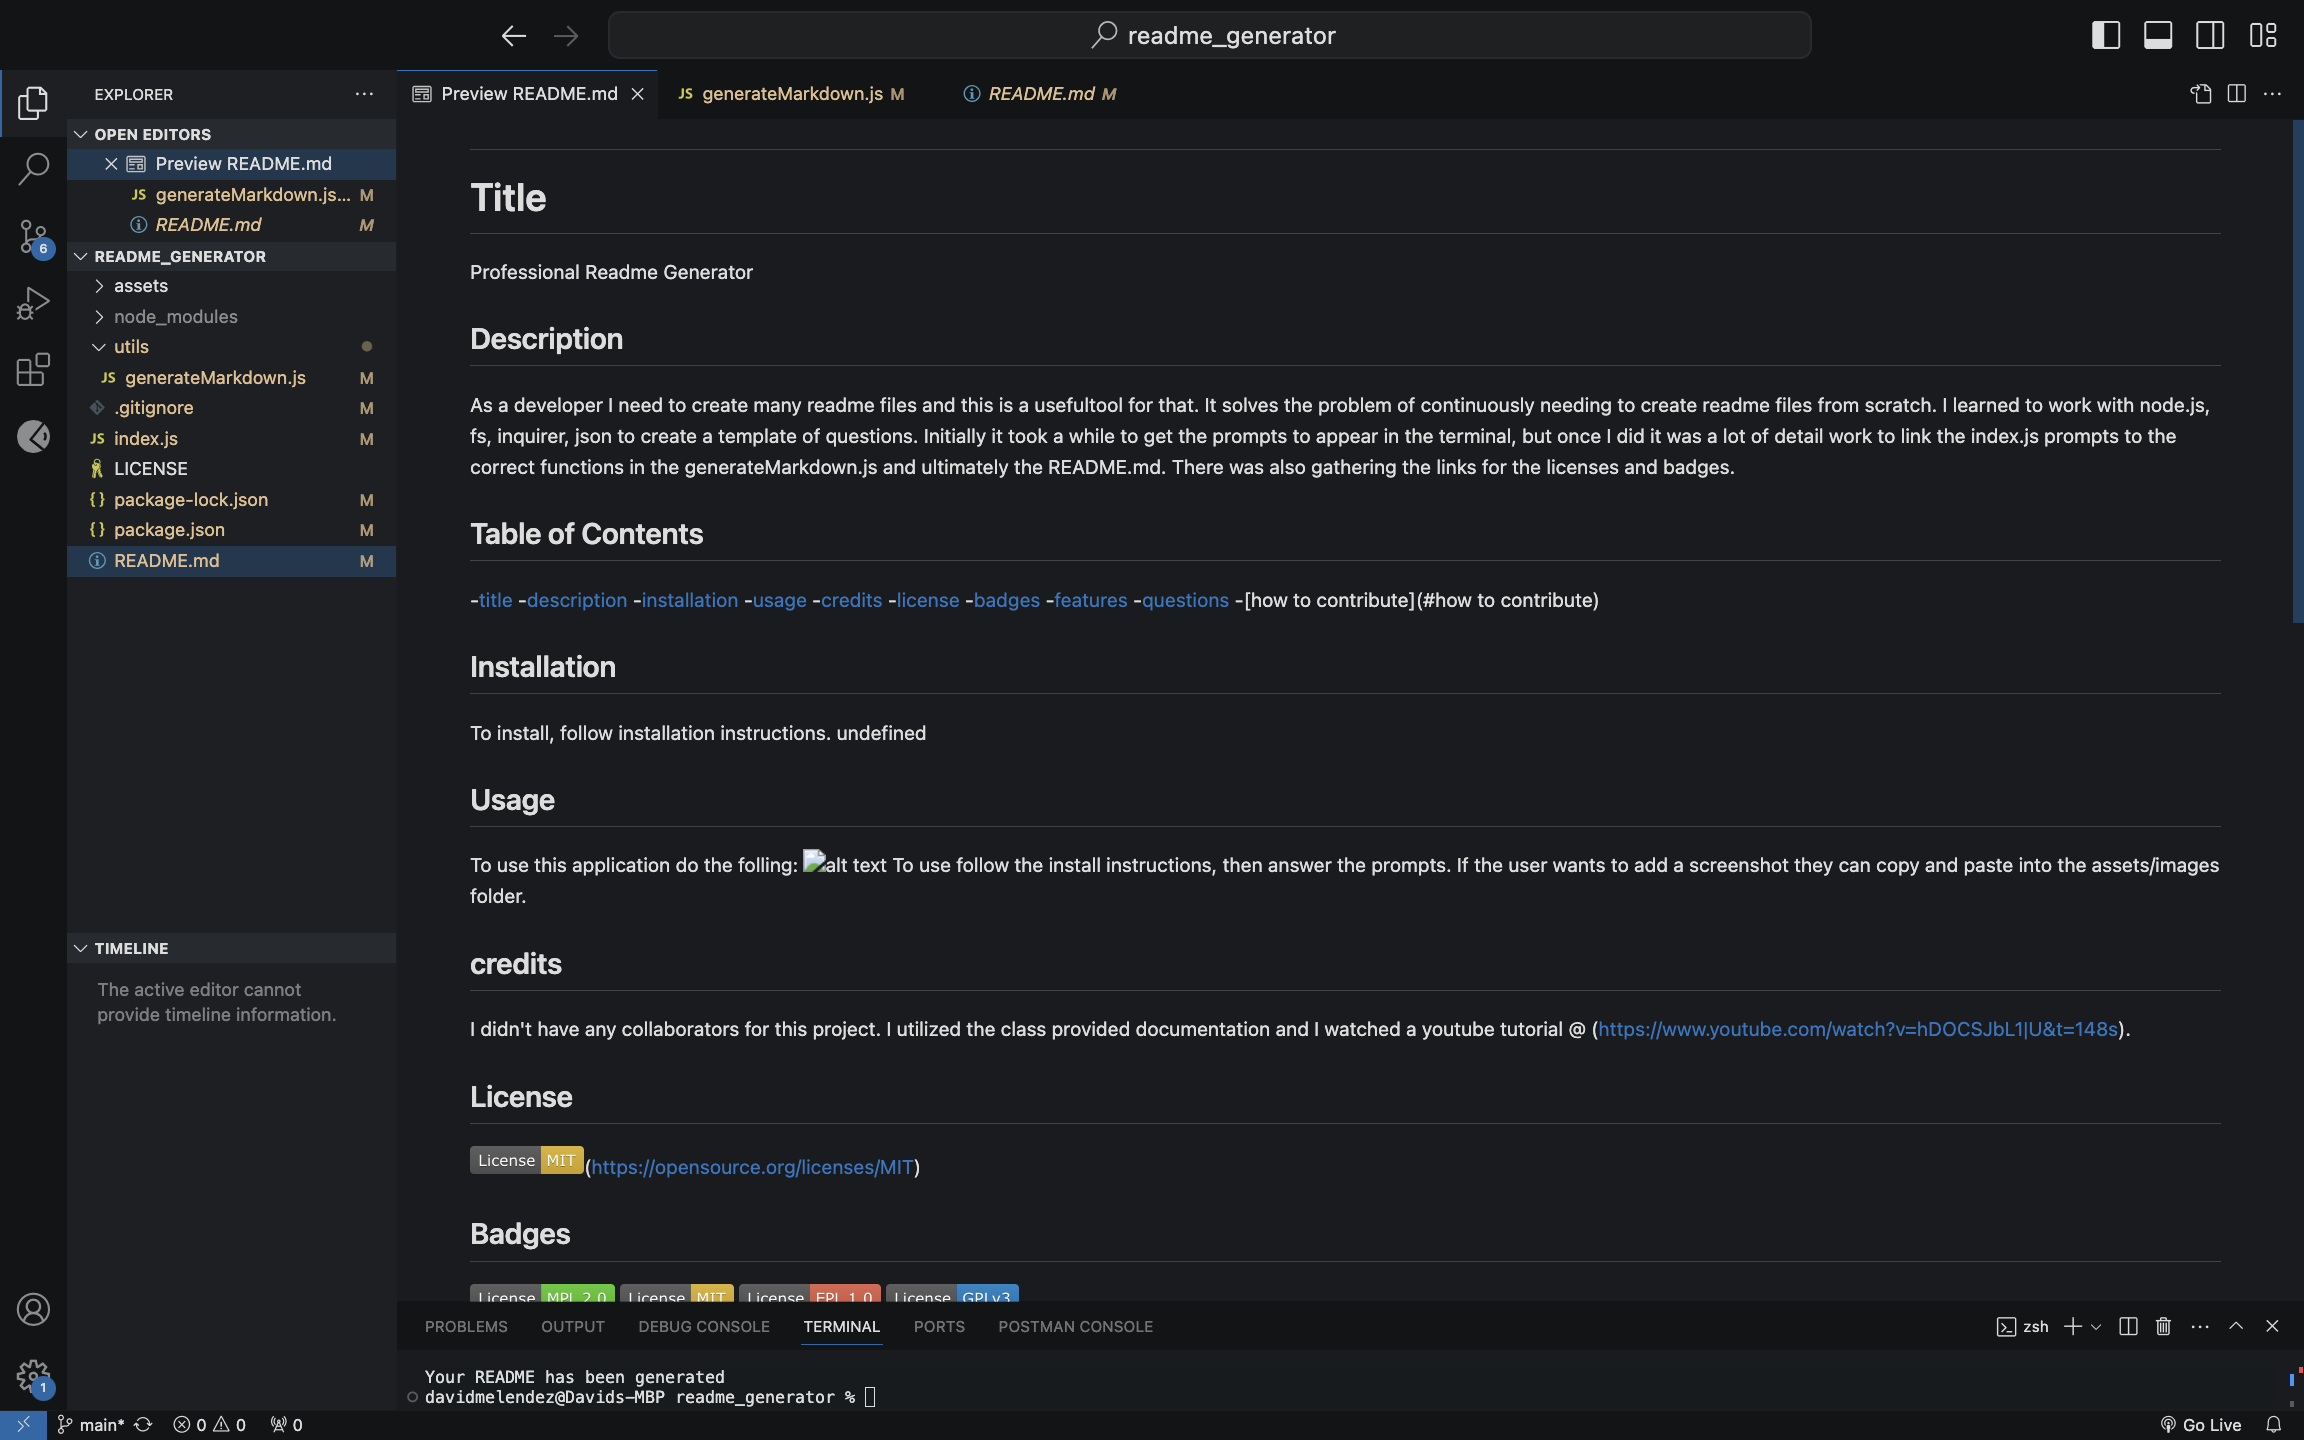 readme_generator
EXPLORER
Preview README.md
JS generateMarkdown.js M
README.md M
OPEN EDITORS
Preview README.md
JS generateMarkdown.js... M
README.md M
README_GENERATOR
assets
node_modules
utils
JS generateMarkdown.js M
.gitignore M
JS index.js M
LICENSE
{} package-lock.json M
{} package.json M
README.md M
6
TIMELINE
The active editor cannot
provide timeline information.
1
Title
Professional Readme Generator
Description
As a developer I need to create many readme files and this is a usefultool for that. It solves the problem of continuously needing to create readme files from scratch. I learned to work with node.js,
fs, inquirer, json to create a template of questions. Initially it took a while to get the prompts to appear in the terminal, but once I did it was a lot of detail work to link the index.js prompts to the
correct functions in the generateMarkdown.js and ultimately the README.md. There was also gathering the links for the licenses and badges.
Table of Contents
-title -description -installation -usage -credits -license -badges -features -questions -[how to contribute](#how to contribute)
Installation
To install, follow installation instructions. undefined
Usage
To use this application do the folling: alt text To use follow the install instructions, then answer the prompts. If the user wants to add a screenshot they can copy and paste into the assets/images
folder.
credits
I didn't have any collaborators for this project. I utilized the class provided documentation and I watched a youtube tutorial @ (https://www.youtube.com/watch?v=hDOCSJbL1|U&t=148s).
License
License MIT (https://opensource.org/licenses/MIT)
Badges
License MPL 2.0 License MIT License EPL 1.0 License GPLv3
PROBLEMS OUTPUT DEBUG CONSOLE TERMINAL PORTS POSTMAN CONSOLE
zsh
Your README has been generated
davidmelendez@Davids-MBP readme_generator %
main* 0 0 0
Go Live